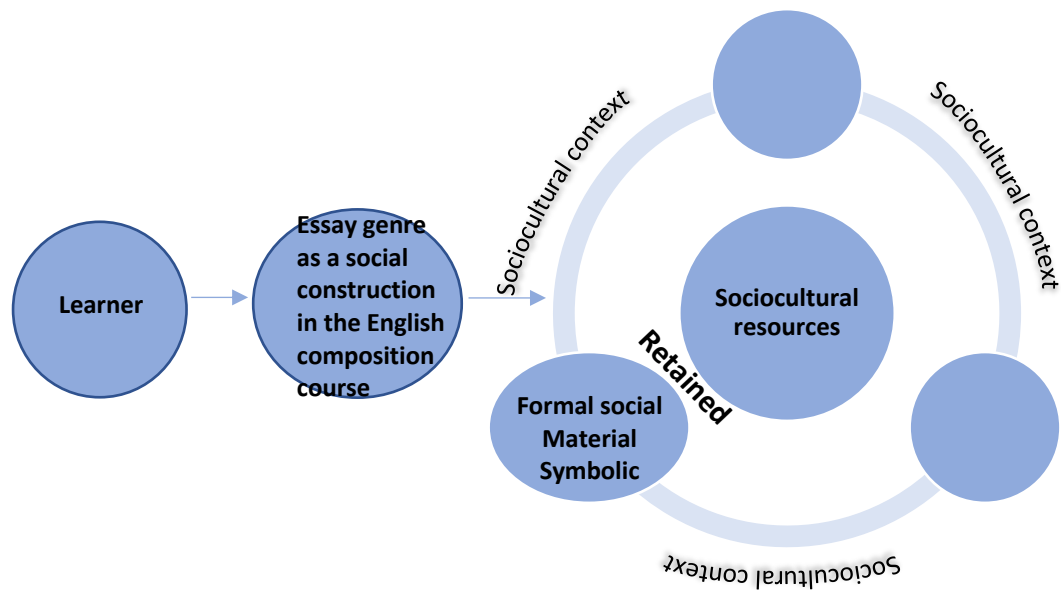 Learner
Essay genre
as a social
construction
in the English
composition
course
Sociocultural context
Sociocultural context
Sociocultural
resources
Retained
Formal social
Material
Symbolic
Sociocultural context